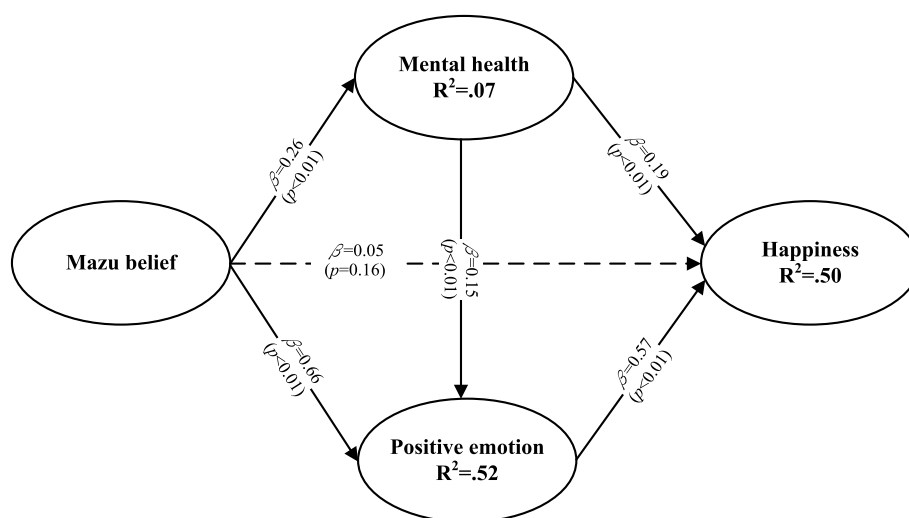 Mental health
R²=.07
β=0.26
(p<0.01)
β=0.19
(p<0.01)
Mazu belief
β=0.05
(p=0.16)
β=0.15
(p<0.01)
Happiness
R²=.50
β=0.66
(p<0.01)
β=0.57
(p<0.01)
Positive emotion
R²=.52